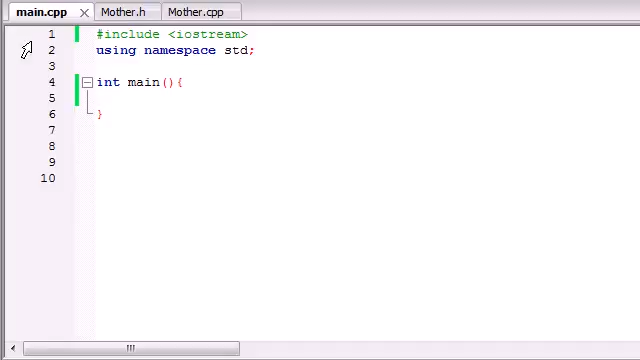 main.cpp Mother.h Mother.cpp
1 #include <iostream>
2 using namespace std;
3
4 int main(){
5
6 }
7
8
9
10